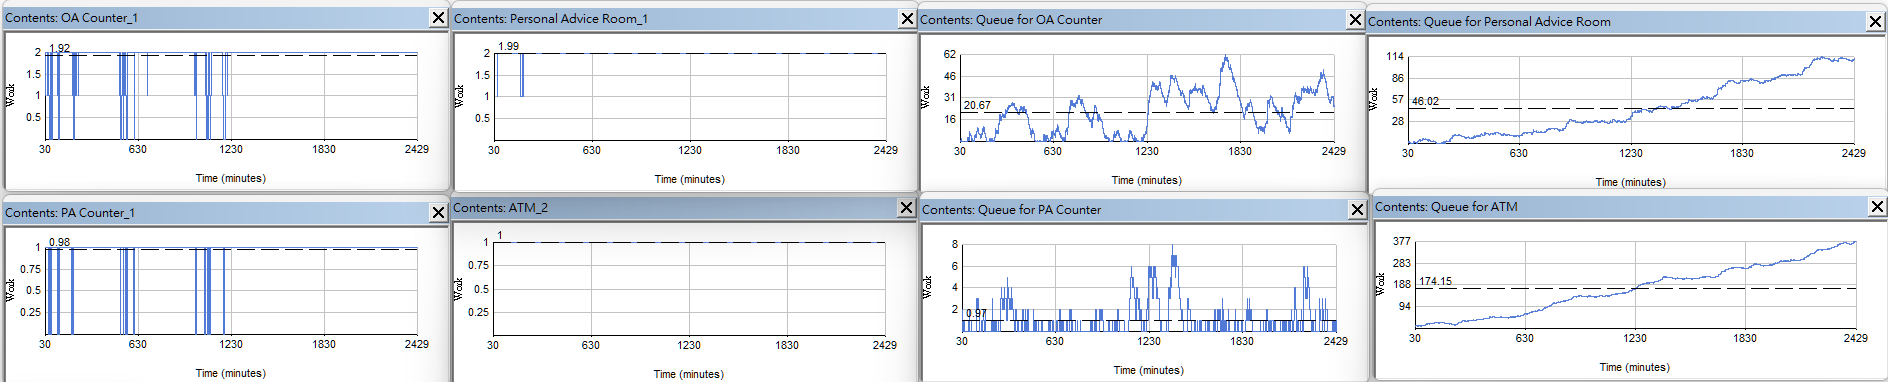 Contents: OA Counter_1
2
1.92
1.5
1
0.5
Work
30 630 1230 1830 2429
Time (minutes)
Contents: Personal Advice Room_1
2
1.99
1.5
1
0.5
Work
30 630 1230 1830 2429
Time (minutes)
Contents: Queue for OA Counter
62
46
31
20.67
16
Work
30 630 1230 1830 2429
Time (minutes)
Contents: Queue for Personal Advice Room
114
86
57
46.02
28
Work
30 630 1230 1830 2429
Time (minutes)
Contents: PA Counter_1
1
0.98
0.75
0.5
0.25
Work
30 630 1230 1830 2429
Time (minutes)
Contents: ATM_2
1
1
0.75
0.5
0.25
Work
30 630 1230 1830 2429
Time (minutes)
Contents: Queue for PA Counter
8
6
4
2
0.97
Work
30 630 1230 1830 2429
Time (minutes)
Contents: Queue for ATM
377
283
188
174.15
94
Work
30 630 1230 1830 2429
Time (minutes)